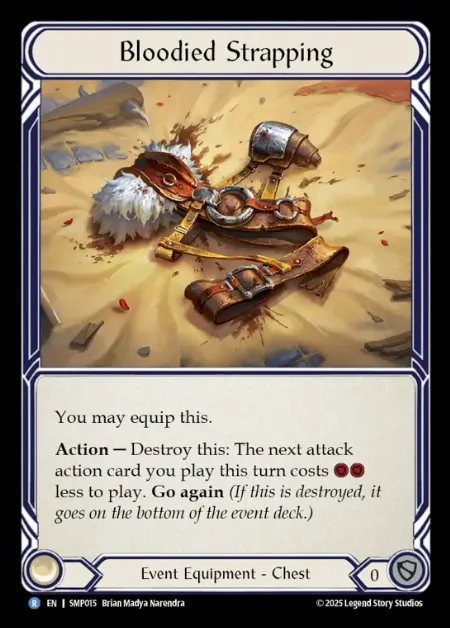 Bloodied Strapping
You may equip this.
Action — Destroy this: The next attack
action card you play this turn costs
less to play. Go again (If this is destroyed, it
goes on the bottom of the event deck.)
Event Equipment - Chest
0
R EN | SMP015 Brian Madya Narendra
© 2025 Legend Story Studios